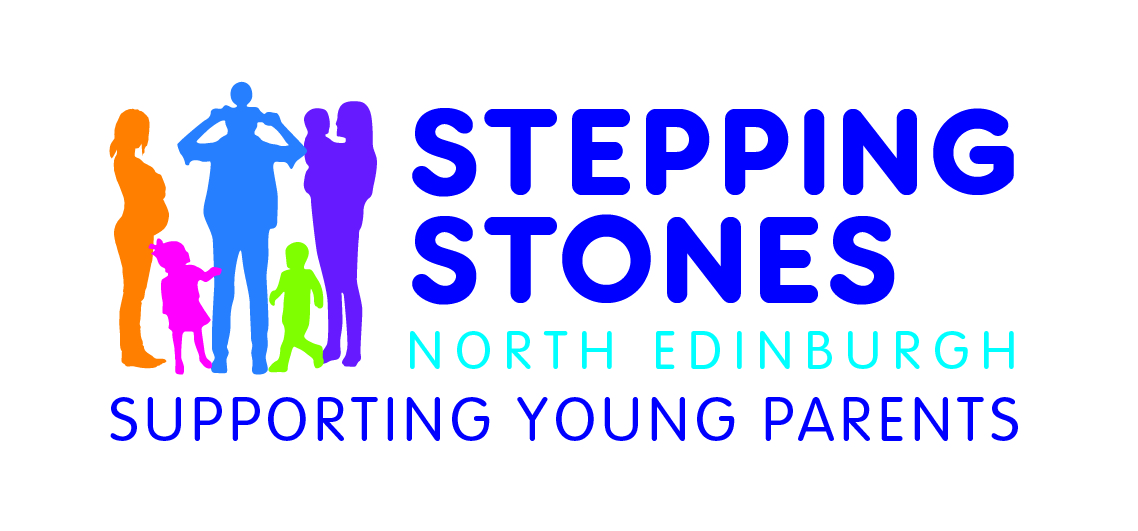 STEPPING
STONES
NORTH EDINBURGH
SUPPORTING YOUNG PARENTS